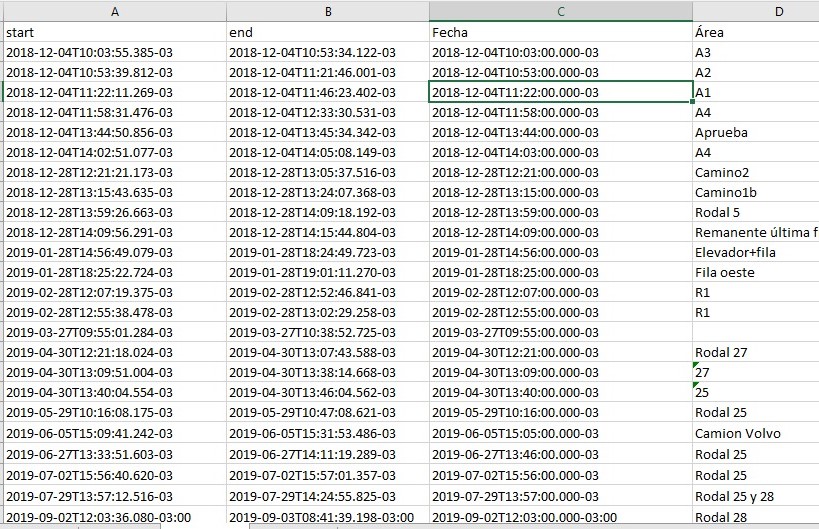 A B C D
start end Fecha Área
2018-12-04T10:03:55.385-03 2018-12-04T10:53:34.122-03 2018-12-04T10:03:00.000-03 A3
2018-12-04T10:53:39.812-03 2018-12-04T11:21:46.001-03 2018-12-04T10:53:00.000-03 A2
2018-12-04T11:22:11.269-03 2018-12-04T11:46:23.402-03 2018-12-04T11:22:00.000-03 A1
2018-12-04T11:58:31.476-03 2018-12-04T12:33:30.531-03 2018-12-04T11:58:00.000-03 A4
2018-12-04T13:44:50.856-03 2018-12-04T13:45:34.342-03 2018-12-04T13:44:00.000-03 Aprueba
2018-12-04T14:02:51.077-03 2018-12-04T14:05:08.149-03 2018-12-04T14:03:00.000-03 A4
2018-12-28T12:21:21.173-03 2018-12-28T13:05:37.516-03 2018-12-28T12:21:00.000-03 Camino2
2018-12-28T13:15:43.635-03 2018-12-28T13:24:07.368-03 2018-12-28T13:15:00.000-03 Camino1b
2018-12-28T13:59:26.663-03 2018-12-28T14:09:18.192-03 2018-12-28T13:59:00.000-03 Rodal 5
2018-12-28T14:09:56.291-03 2018-12-28T14:15:44.804-03 2018-12-28T14:09:00.000-03 Remanente última f
2019-01-28T14:56:49.079-03 2019-01-28T18:24:49.723-03 2019-01-28T14:56:00.000-03 Elevador+fila
2019-01-28T18:25:22.724-03 2019-01-28T19:01:11.270-03 2019-01-28T18:25:00.000-03 Fila oeste
2019-02-28T12:07:19.375-03 2019-02-28T12:52:46.841-03 2019-02-28T12:07:00.000-03 R1
2019-02-28T12:55:38.478-03 2019-02-28T13:02:29.258-03 2019-02-28T12:55:00.000-03 R1
2019-03-27T09:55:01.284-03 2019-03-27T10:38:52.725-03 2019-03-27T09:55:00.000-03
2019-04-30T12:21:18.024-03 2019-04-30T13:07:43.588-03 2019-04-30T12:21:00.000-03 Rodal 27
2019-04-30T13:09:51.004-03 2019-04-30T13:38:14.668-03 2019-04-30T13:09:00.000-03 27
2019-04-30T13:40:04.554-03 2019-04-30T13:46:04.562-03 2019-04-30T13:40:00.000-03 25
2019-05-29T10:16:08.175-03 2019-05-29T10:47:08.621-03 2019-05-29T10:16:00.000-03 Rodal 25
2019-06-05T15:09:41.242-03 2019-06-05T15:31:53.486-03 2019-06-05T15:05:00.000-03 Camion Volvo
2019-06-27T13:33:51.603-03 2019-06-27T14:11:19.289-03 2019-06-27T13:46:00.000-03 Rodal 25
2019-07-02T15:56:40.620-03 2019-07-02T15:57:01.357-03 2019-07-02T15:56:00.000-03 Rodal 25
2019-07-29T13:57:12.516-03 2019-07-29T14:24:55.825-03 2019-07-29T13:57:00.000-03 Rodal 25 y 28
2019-09-02T12:03:36.080-03:00 2019-09-03T08:41:39.198-03:00 2019-09-02T12:03:00.000-03:00 Rodal 28